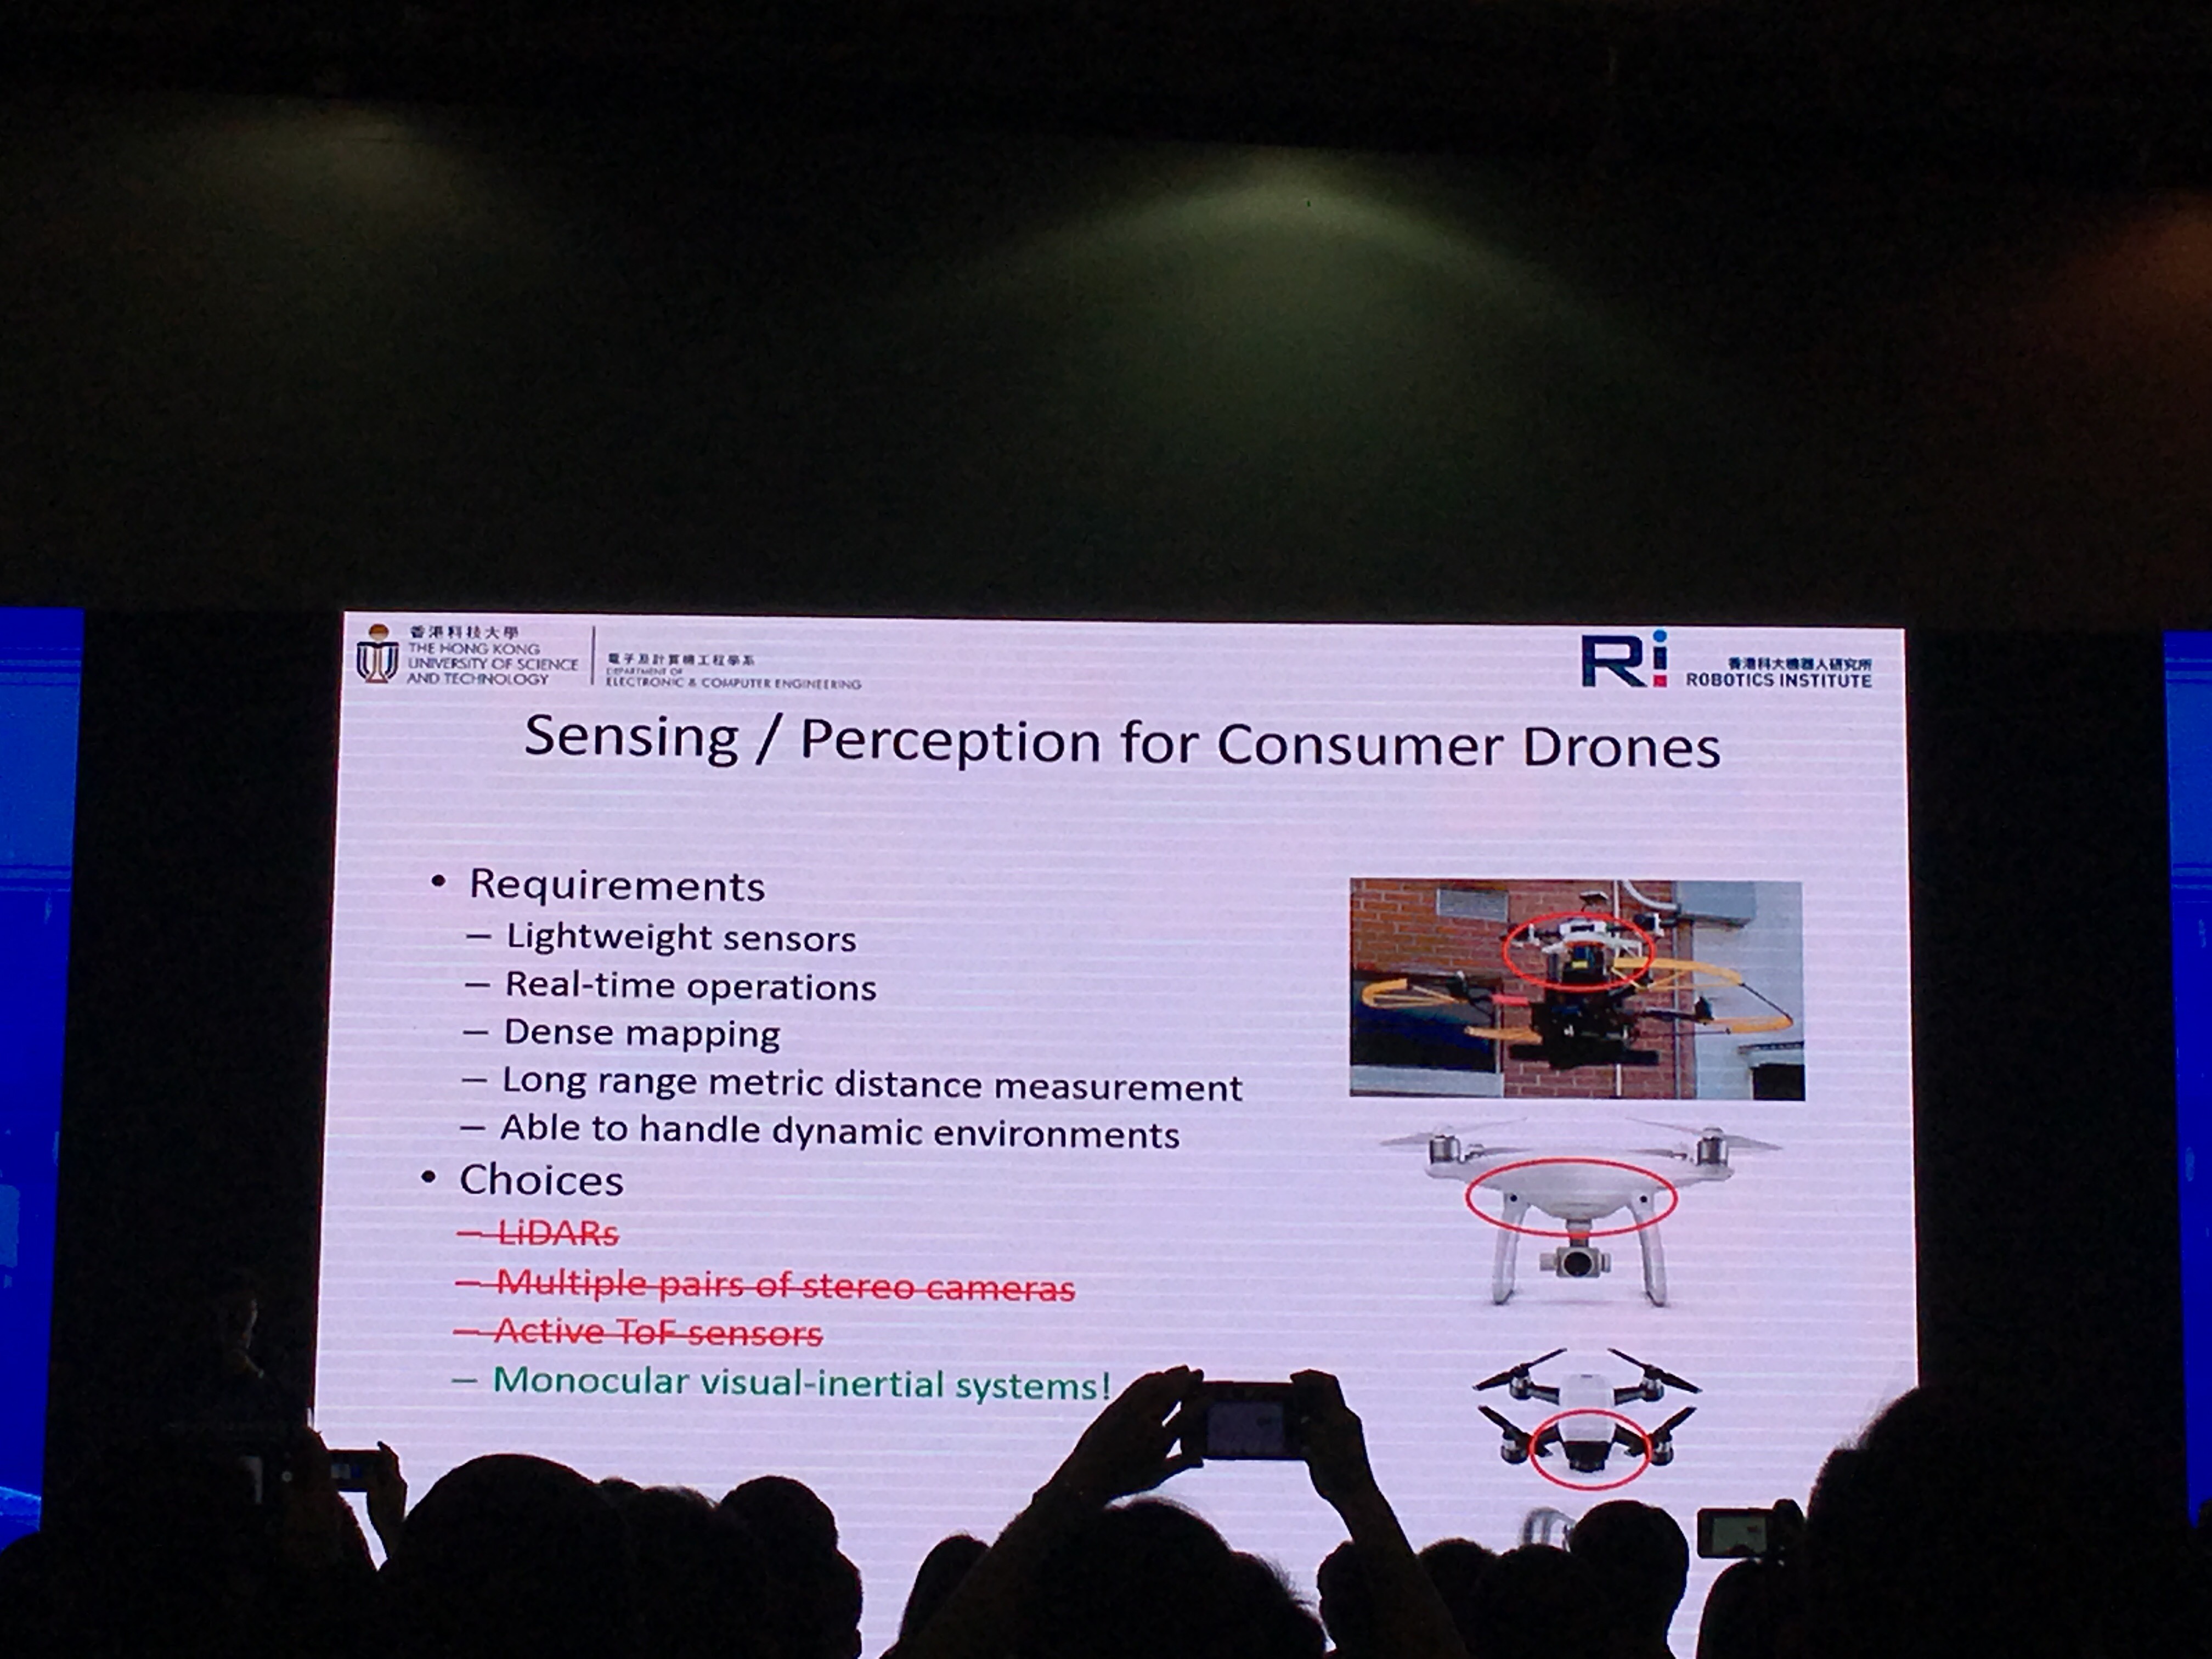 香港科技大學
THE HONG KONG
UNIVERSITY OF SCIENCE
AND TECHNOLOGY
電子及計算機工程學系
DEPARTMENT OF
ELECTRONIC & COMPUTER ENGINEERING
Ri
香港科大機器人研究所
ROBOTICS INSTITUTE
Sensing / Perception for Consumer Drones
• Requirements
– Lightweight sensors
– Real-time operations
– Dense mapping
– Long range metric distance measurement
– Able to handle dynamic environments
• Choices
– LiDARs
– Multiple pairs of stereo cameras
– Active ToF sensors
– Monocular visual-inertial systems!